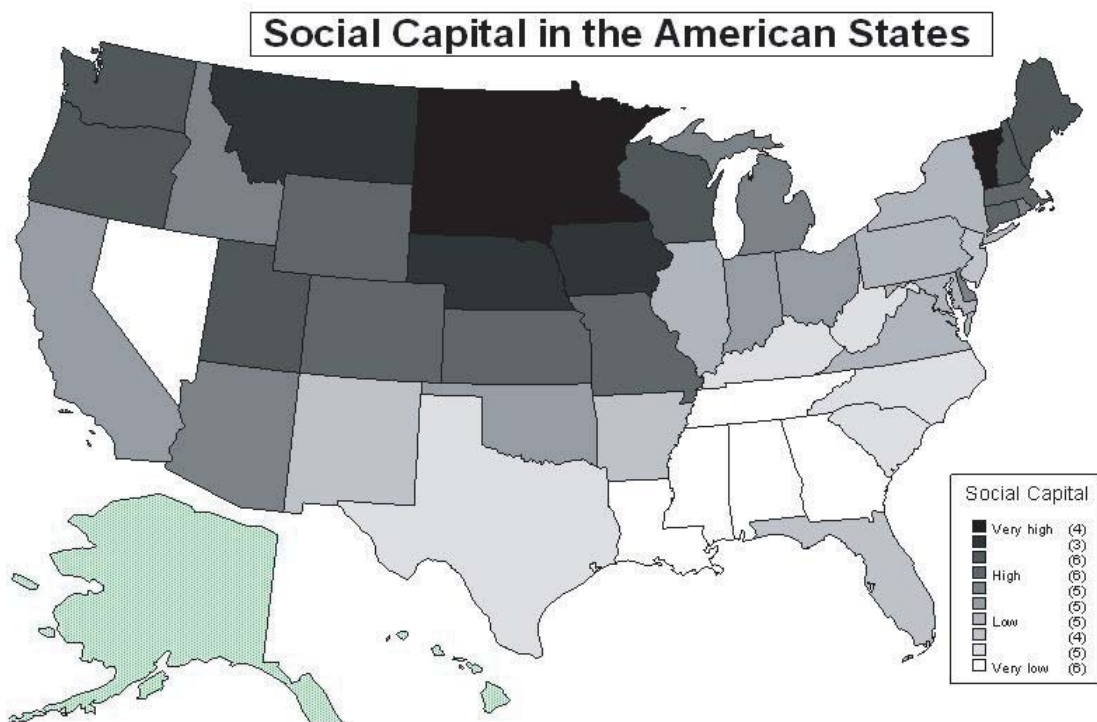 Social Capital in the American States
Social Capital
Very high (4)
(3)
(6)
High (6)
(5)
(5)
Low (5)
(4)
(5)
Very low (6)